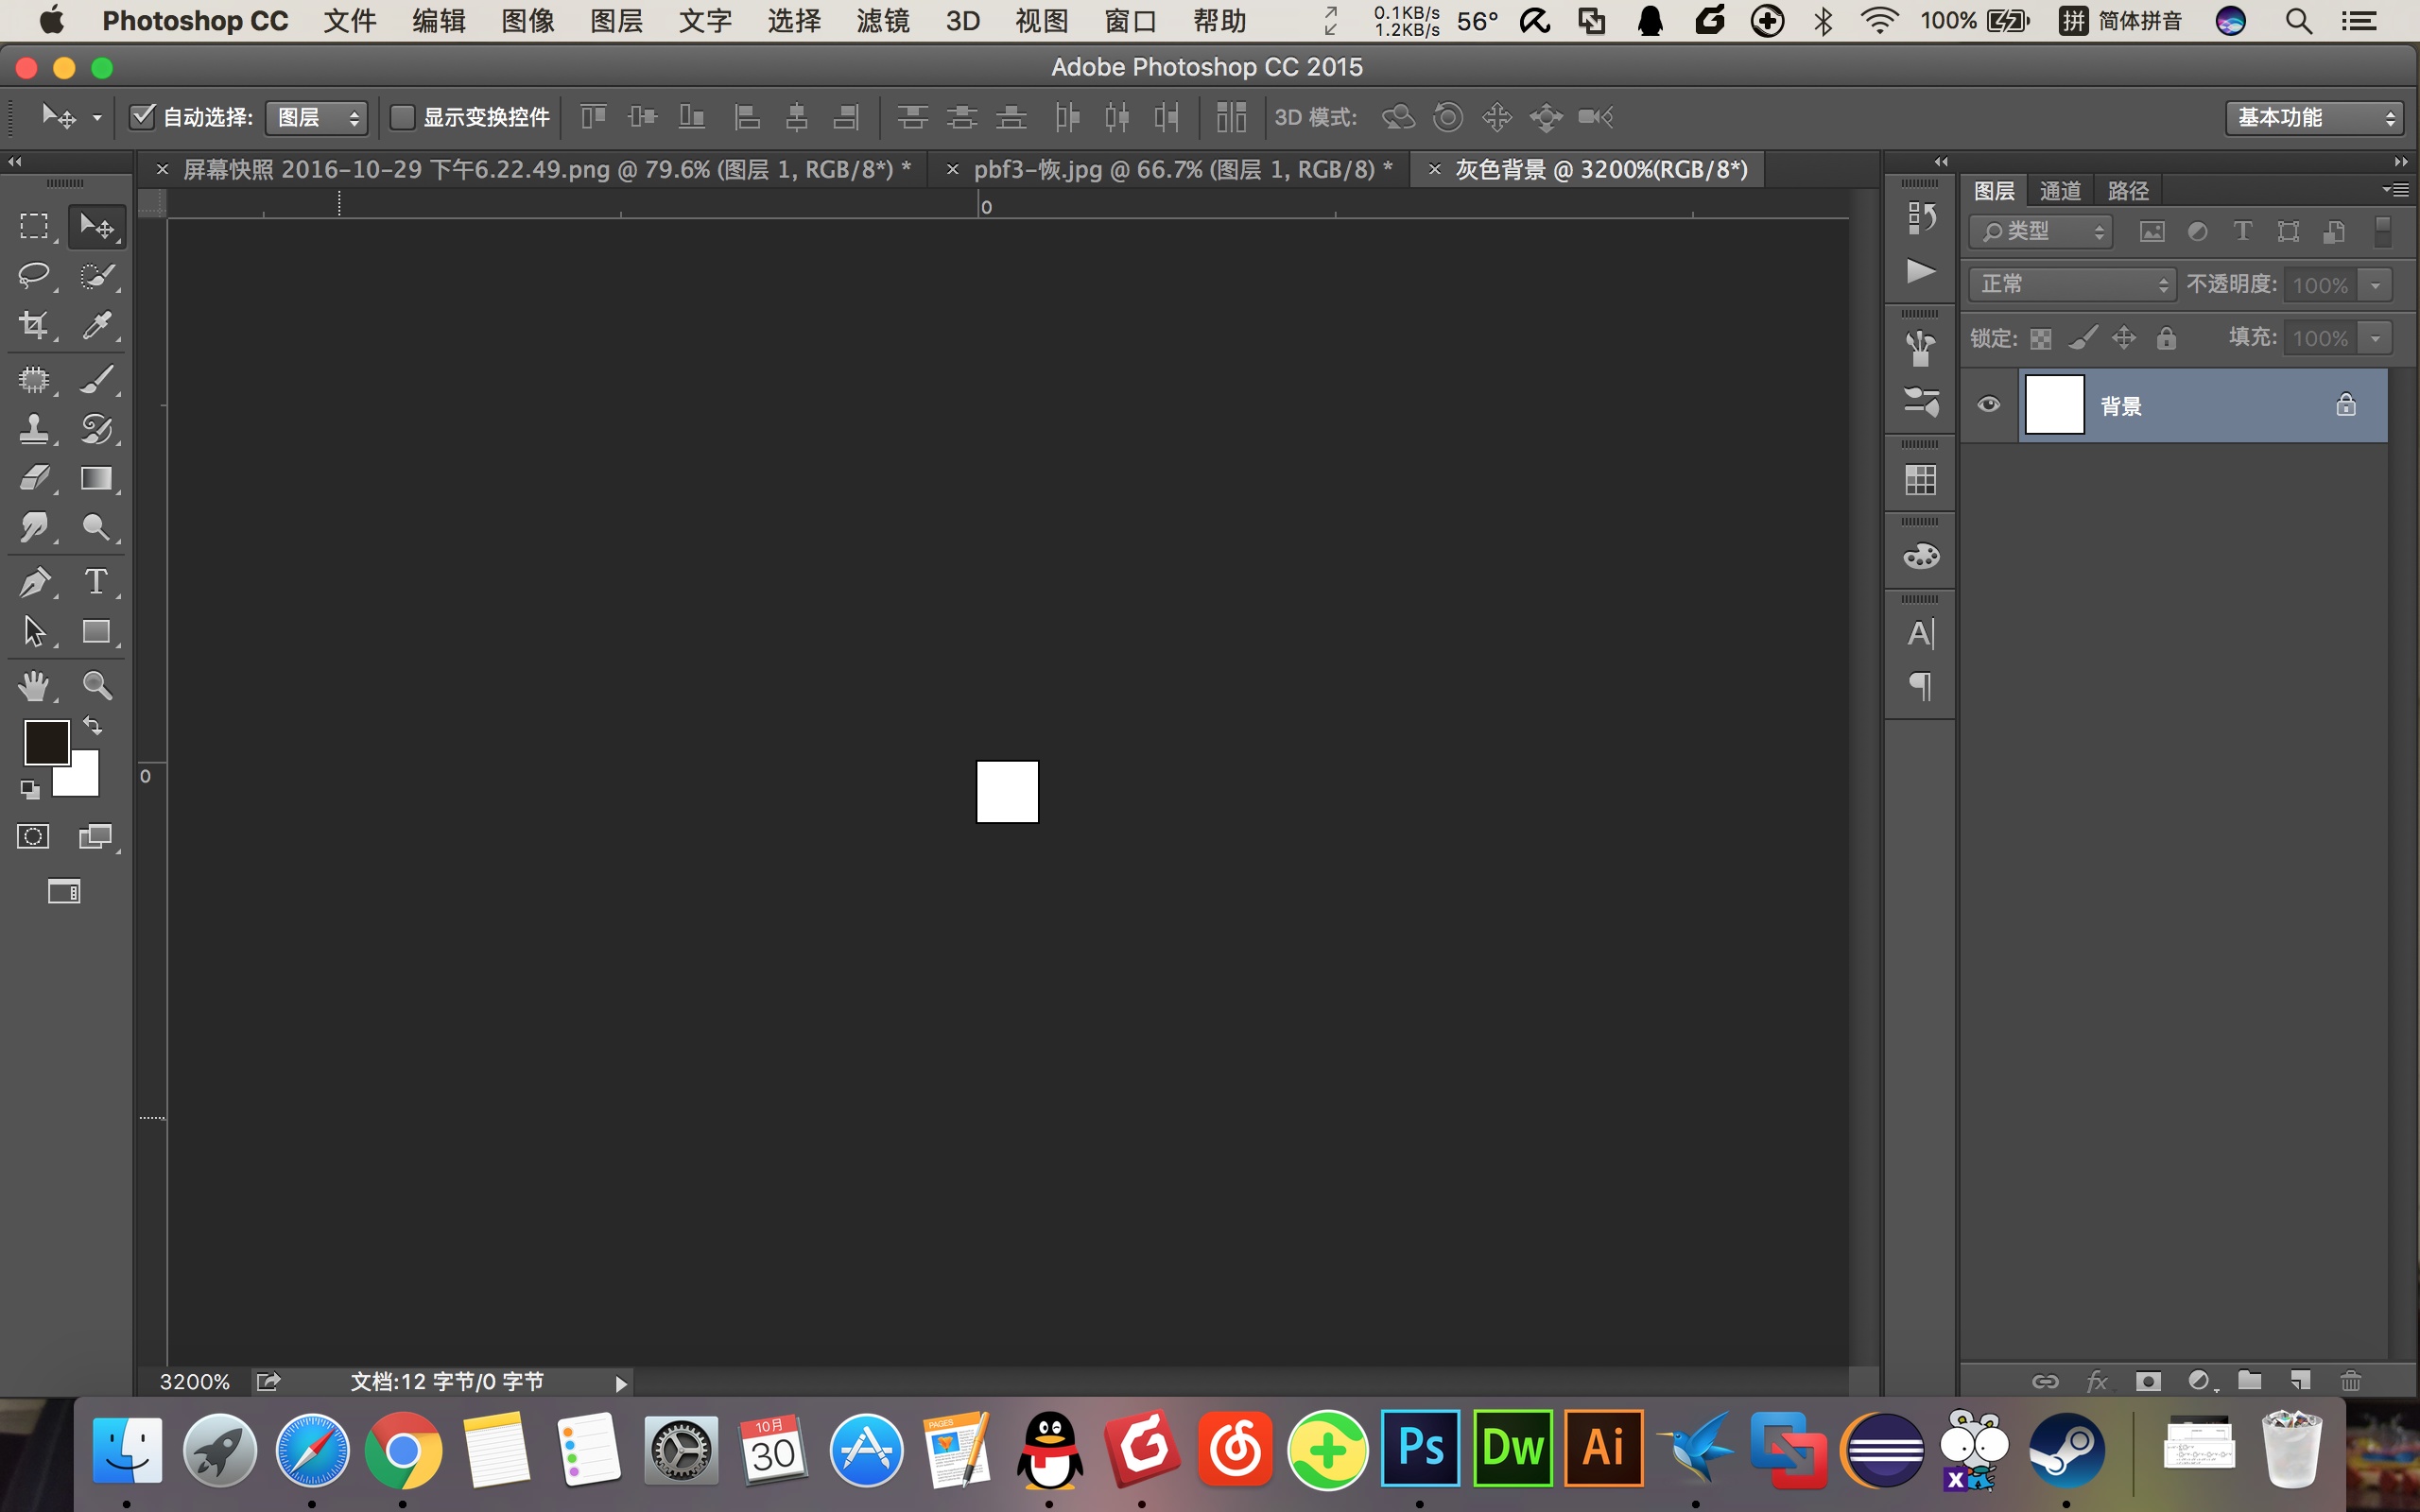 Photoshop CC 文件 编辑 图像 图层 文字 选择 滤镜 3D 视图 窗口 帮助 0.1KB/s 1.2KB/s 56° 100% 拼 简体拼音
Adobe Photoshop CC 2015
自动选择: 图层 显示变换控件 3D 模式: 基本功能
屏幕快照 2016-10-29 下午6.22.49.png @ 79.6% (图层 1, RGB/8*) * pbf3-恢.jpg @ 66.7% (图层 1, RGB/8) * 灰色背景 @ 3200%(RGB/8*)
图层 通道 路径
0
类型
正常 不透明度: 100%
锁定: 填充: 100%
背景
T
A
0
3200% 文档:12 字节/0 字节
fx
10月
30
PAGES
Ps Dw Ai
X